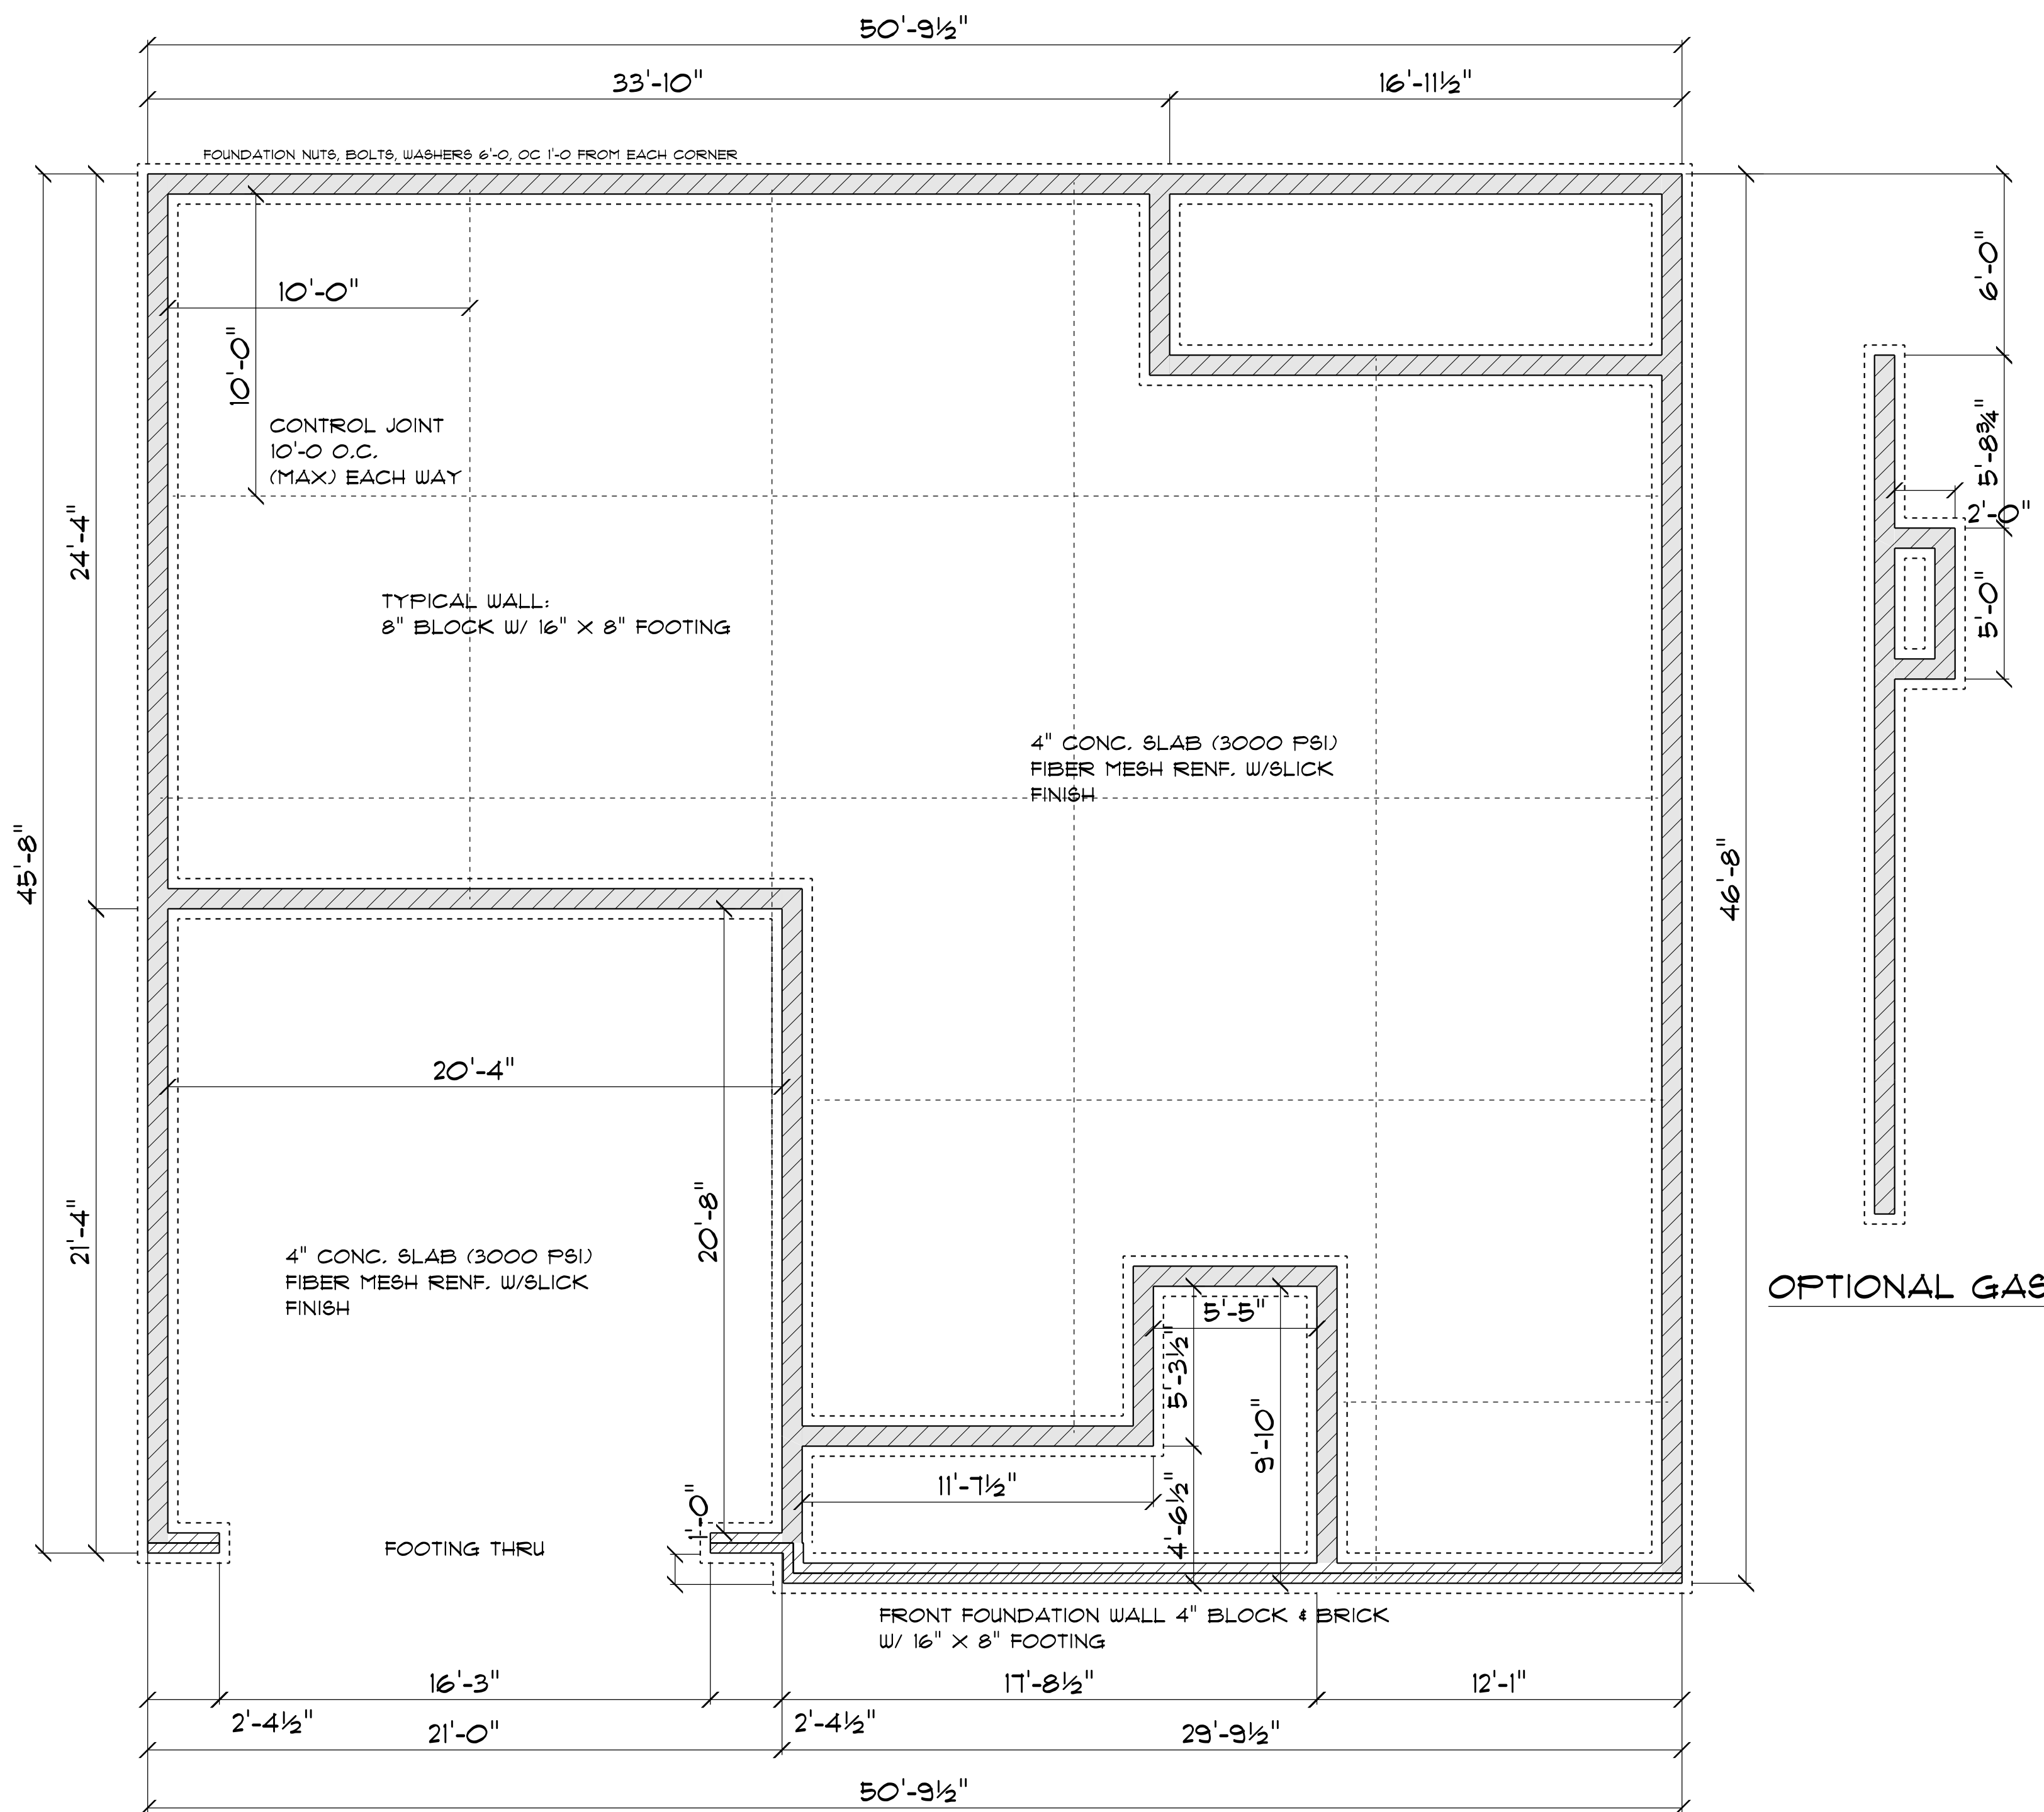 50'-9½"
33'-10"
16'-11½"
FOUNDATION NUTS, BOLTS, WASHERS 6'-0, OC 1'-0 FROM EACH CORNER
6'-0"
10'-0"
10'-0"
CONTROL JOINT
10'-0 O.C.
(MAX) EACH WAY
5'-8¾"
2'-0"
24'-4"
TYPICAL WALL:
8" BLOCK W/ 16" X 8" FOOTING
5'-0"
4" CONC. SLAB (3000 PSI)
FIBER MESH RENF. W/SLICK
FINISH
45'-8"
46'-8"
20'-4"
21'-4"
20'-8"
4" CONC. SLAB (3000 PSI)
FIBER MESH RENF. W/SLICK
FINISH
OPTIONAL GAS
5'-5"
5'-3½"
9'-10"
11'-7½"
1'-0"
4'-6½"
FOOTING THRU
FRONT FOUNDATION WALL 4" BLOCK & BRICK
W/ 16" X 8" FOOTING
16'-3"
17'-8½"
12'-1"
2'-4½"
2'-4½"
21'-0"
29'-9½"
50'-9½"